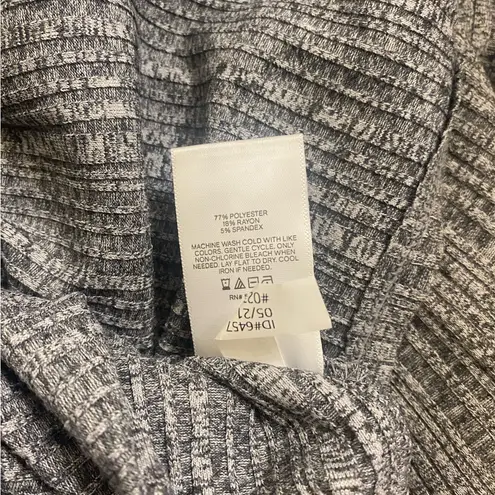 77% POLYESTER
18% RAYON
5% SPANDEX
MACHINE WASH COLD WITH LIKE
COLORS. GENTLE CYCLE. ONLY
NON-CHLORINE BLEACH WHEN
NEEDED. LAY FLAT TO DRY. COOL
IRON IF NEEDED.
RN#
#02
05/21
ID#6457